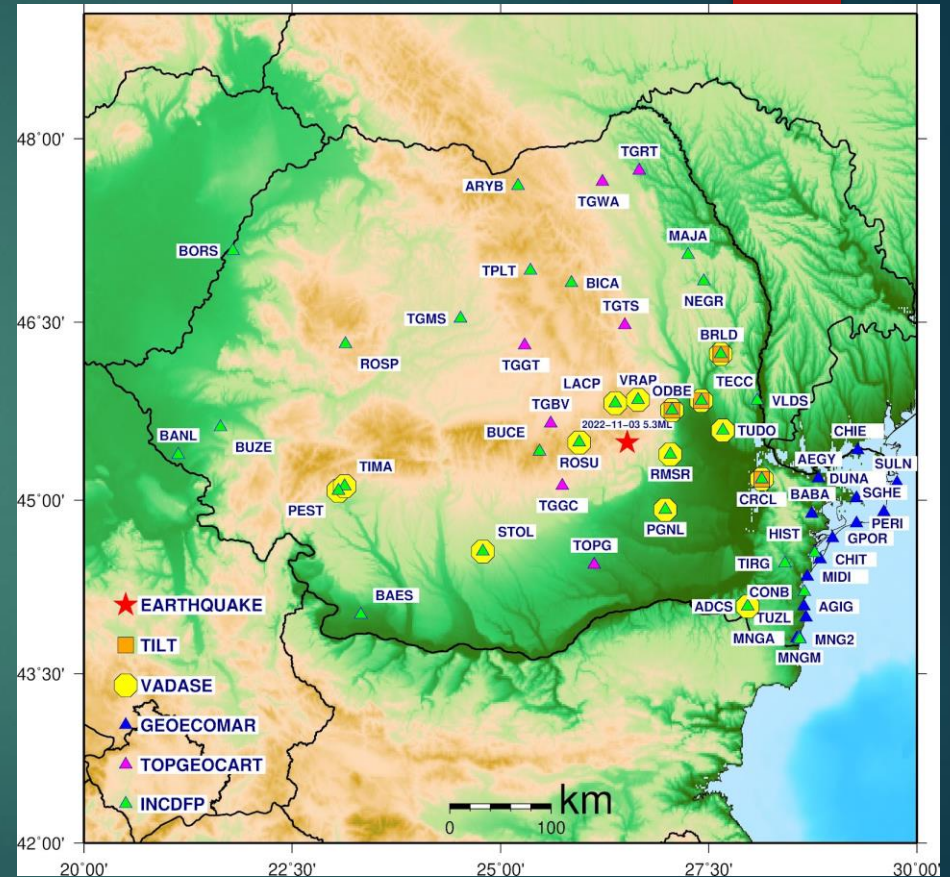 48°00'
46°30'
45°00'
43°30'
42°00'
20°00'
22°30'
25°00'
27°30'
30°00'
TGRT
ARYB
TGWA
BORS
MAJA
TPLT
BICA
NEGR
TGTS
TGMS
BRLD
ROSP
TGGT
TECC
LACP
VRAP
ODBE
VLDS
TGBV
2022-11-03 5.3ML
BUCE
TUDO
CHIE
BANL
BUZE
ROSU
RMSR
AEGY
SULN
TIMA
DUNA
CRCL
BABA
SGHE
PEST
TGGC
PGNL
PERI
HIST
GPOR
STOL
TOPG
TIRG
CHIT
MIDI
CONB
BAES
ADCS
AGIG
TUZL
MNGA
MNG2
MNGM
EARTHQUAKE
TILT
VADASE
GEOECOMAR
TOPGEOCART
INCDFP
km
0
100